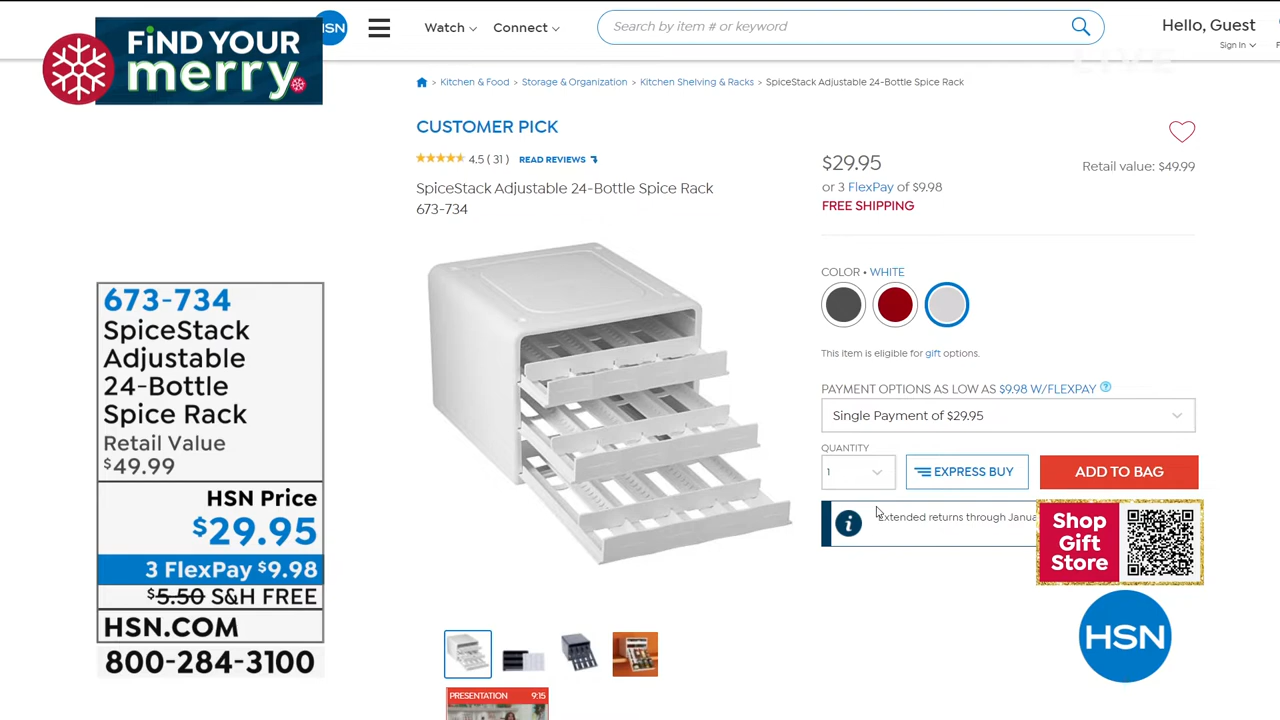 FiND YOUR
merry
HSN
Watch
Connect
Search by item # or keyword
Hello, Guest
Sign In
LIVE
> Kitchen & Food > Storage & Organization > Kitchen Shelving & Racks > SpiceStack Adjustable 24-Bottle Spice Rack
CUSTOMER PICK
4.5 ( 31 ) READ REVIEWS
SpiceStack Adjustable 24-Bottle Spice Rack
673-734
$29.95
Retail value: $49.99
or 3 FlexPay of $9.98
FREE SHIPPING
COLOR • WHITE
This item is eligible for gift options.
PAYMENT OPTIONS AS LOW AS $9.98 W/FLEXPAY ?
Single Payment of $29.95
QUANTITY
1
EXPRESS BUY
ADD TO BAG
i
Extended returns through Janua
Shop
Gift
Store
HSN
673-734
SpiceStack
Adjustable
24-Bottle
Spice Rack
Retail Value
$49.99
HSN Price
$29.95
3 FlexPay $9.98
$5.50 S&H FREE
HSN.COM
800-284-3100
PRESENTATION 9:15